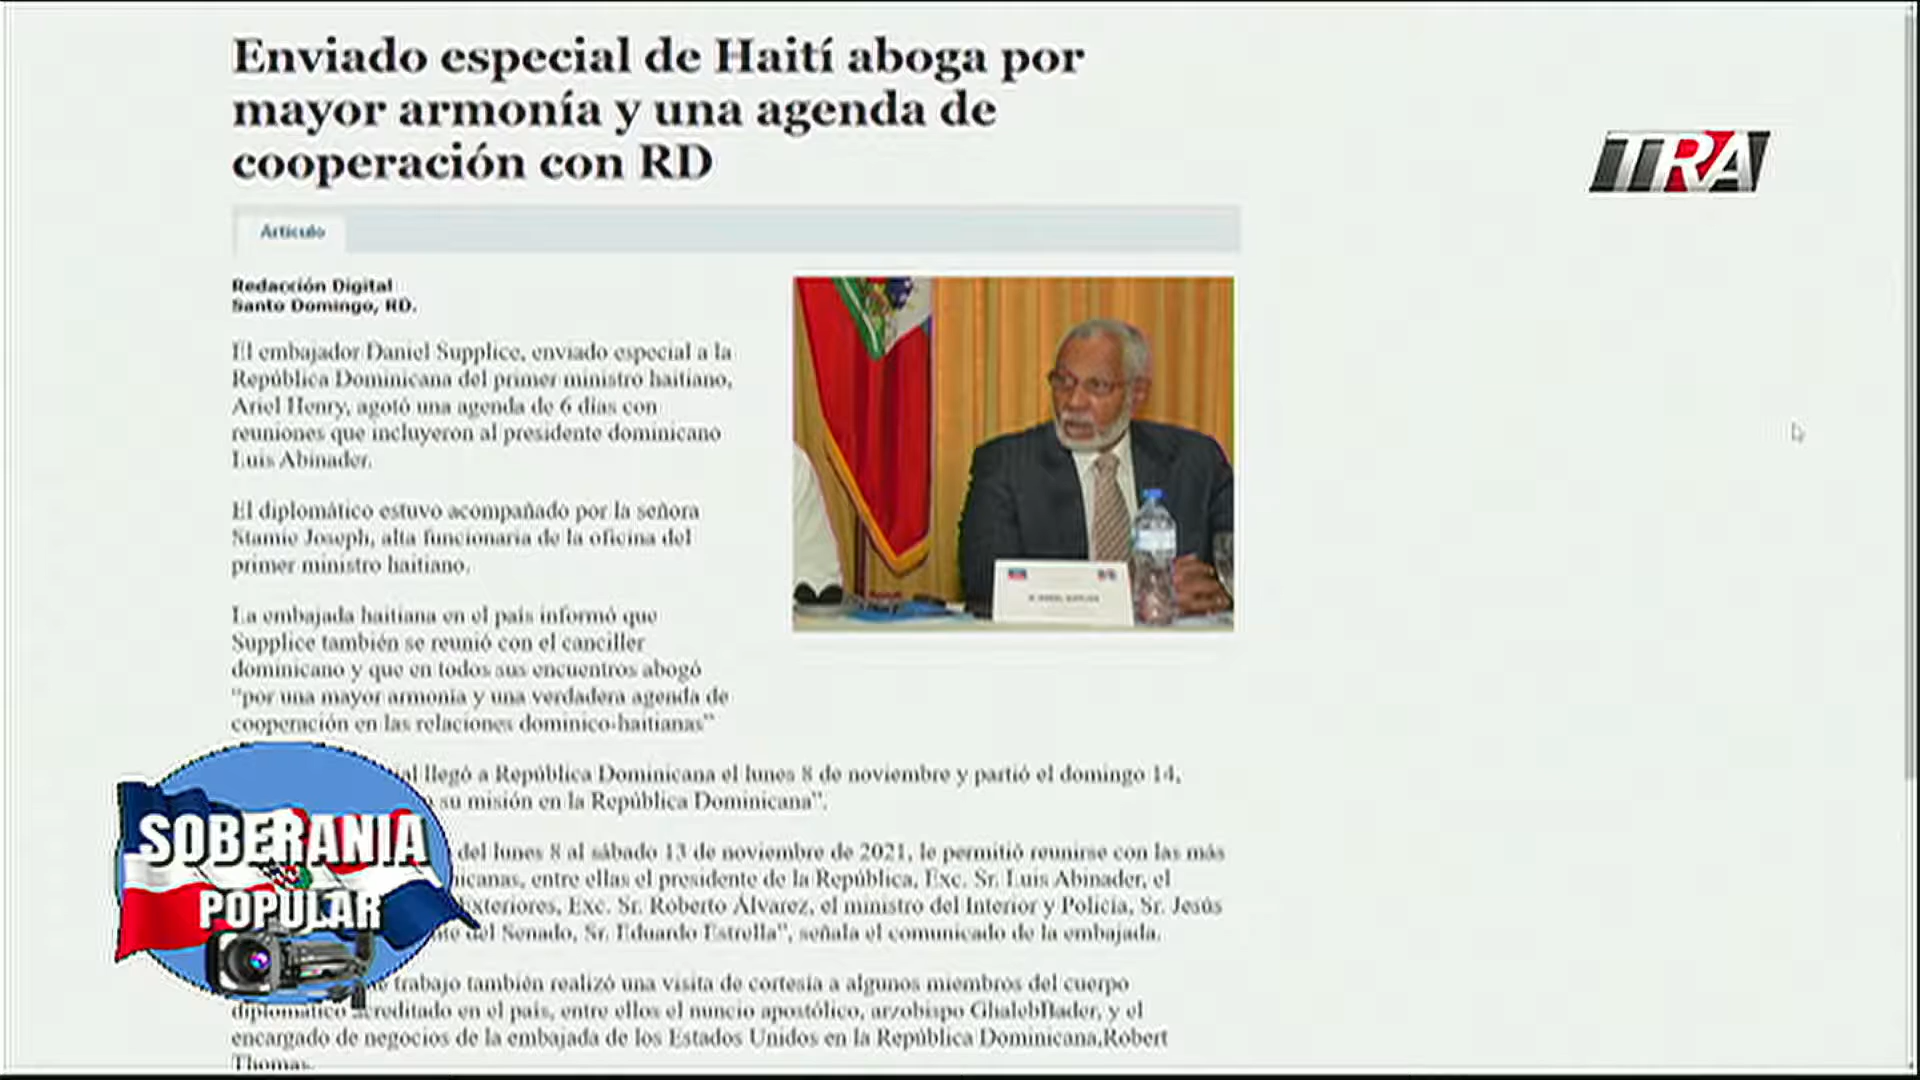 Enviado especial de Haití aboga por
mayor armonía y una agenda de
cooperación con RD
TRA
Artículo
Redacción Digital
Santo Domingo, RD.
El embajador Daniel Supplice, enviado especial a la
República Dominicana del primer ministro haitiano,
Ariel Henry, agotó una agenda de 6 días con
reuniones que incluyeron al presidente dominicano
Luis Abinader.
El diplomático estuvo acompañado por la señora
Stamie Joseph, alta funcionaria de la oficina del
primer ministro haitiano.
La embajada haitiana en el país informó que
Supplice también se reunió con el canciller
dominicano y que en todos sus encuentros abogó
“por una mayor armonía y una verdadera agenda de
cooperación en las relaciones dominico-haitianas”
al llegó a República Dominicana el lunes 8 de noviembre y partió el domingo 14,
su misión en la República Dominicana”.
del lunes 8 al sábado 13 de noviembre de 2021, le permitió reunirse con las más
icanas, entre ellas el presidente de la República, Exc. Sr. Luis Abinader, el
Exteriores, Exc. Sr. Roberto Álvarez, el ministro del Interior y Policía, Sr. Jesús
te del Senado, Sr. Eduardo Estrella”, señala el comunicado de la embajada.
trabajo también realizó una visita de cortesía a algunos miembros del cuerpo
diplomático acreditado en el país, entre ellos el nuncio apostólico, arzobispo y el
encargado de negocios de la embajada de los Estados Unidos en la República Dominicana,Robert
Thomas.
SOBERANIA
POPULAR